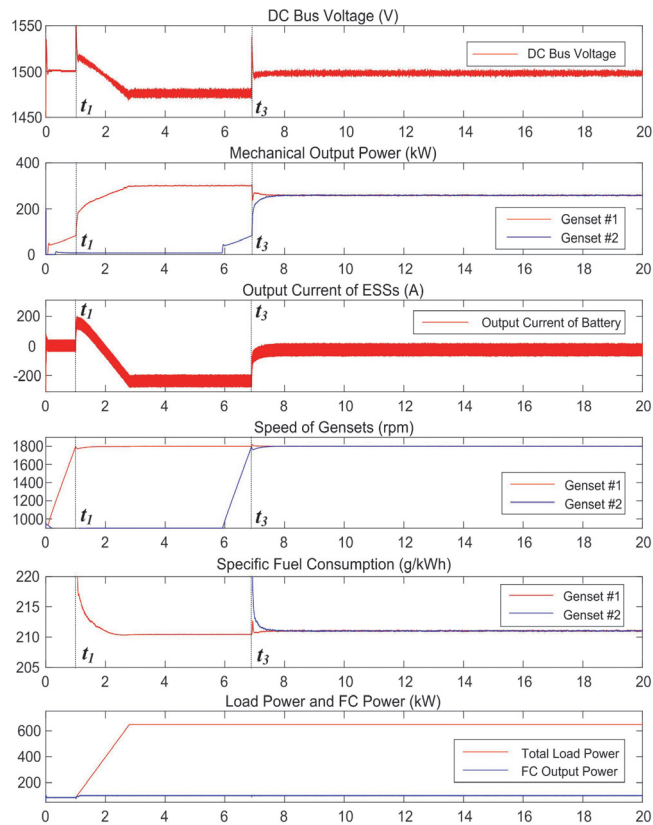 DC Bus Voltage (V)
1550
1500
1450
DC Bus Voltage
t1
t3
0 2 4 6 8 10 12 14 16 18 20
Mechanical Output Power (kW)
400
200
0
Genset #1
Genset #2
t1
t3
0 2 4 6 8 10 12 14 16 18 20
Output Current of ESSs (A)
200
0
-200
Output Current of Battery
t1
t3
0 2 4 6 8 10 12 14 16 18 20
Speed of Gensets (rpm)
1800
1600
1400
1200
1000
Genset #1
Genset #2
t1
t3
0 2 4 6 8 10 12 14 16 18 20
Specific Fuel Consumption (g/kWh)
220
215
210
205
Genset #1
Genset #2
t1
t3
0 2 4 6 8 10 12 14 16 18 20
Load Power and FC Power (kW)
600
400
200
Total Load Power
FC Output Power
0 2 4 6 8 10 12 14 16 18 20